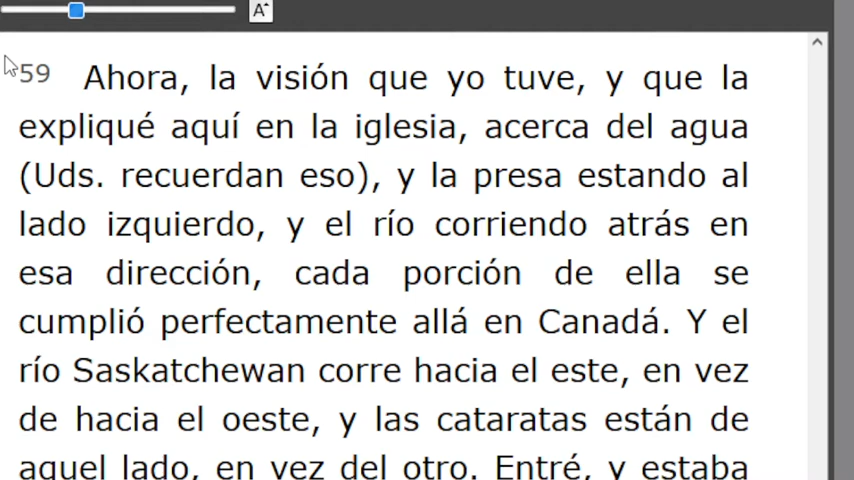 A^
59 Ahora, la visión que yo tuve, y que la
expliqué aquí en la iglesia, acerca del agua
(Uds. recuerdan eso), y la presa estando al
lado izquierdo, y el río corriendo atrás en
esa dirección, cada porción de ella se
cumplió perfectamente allá en Canadá. Y el
río Saskatchewan corre hacia el este, en vez
de hacia el oeste, y las cataratas están de
aquel lado, en vez del otro. Entré, y estaba